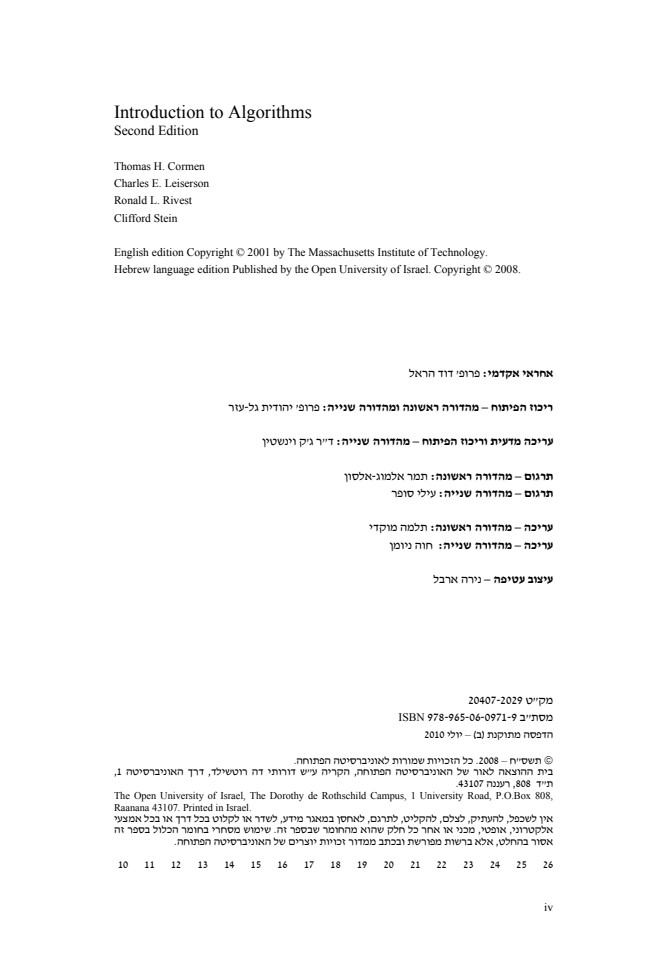 Introduction to Algorithms
Second Edition
Thomas H. Cormen
Charles E. Leiserson
Ronald L. Rivest
Clifford Stein
English edition Copyright © 2001 by The Massachusetts Institute of Technology.
Hebrew language edition Published by the Open University of Israel. Copyright © 2008.
אחראי אקדמי: פרופ׳ דוד הראל
ריכוז הפיתוח – מהדורה ראשונה ומהדורה שנייה: פרופ׳ יהודית גל-עזר
עריכה מדעית וריכוז הפיתוח – מהדורה שנייה: ד״ר ג׳ק וינשטין
תרגום – מהדורה ראשונה: תמר אלמוג-אלסון
תרגום – מהדורה שנייה: עילי סופר
עריכה – מהדורה ראשונה: תלמה מוקדי
עריכה – מהדורה שנייה: חוה ניומן
עיצוב עטיפה – נירה ארבל
מק״ט 20407-2029
מסת״ב ISBN 978-965-06-0971-9
הדפסה מתוקנת (ב) – יולי 2010
© תשס״ח – 2008. כל הזכויות שמורות לאוניברסיטה הפתוחה.
בית ההוצאה לאור של האוניברסיטה הפתוחה, הקריה ע״ש דורותי דה רוטשילד, דרך האוניברסיטה 1,
ת״ד 808, רעננה 43107.
The Open University of Israel, The Dorothy de Rothschild Campus, 1 University Road, P.O.Box 808,
Raanana 43107. Printed in Israel.
אין לשכפל, להעתיק, לצלם, להקליט, לתרגם, לאחסן במאגר מידע, לשדר או לקלוט בכל דרך או בכל אמצעי
אלקטרוני, אופטי, מכני או אחר כל חלק שהוא מהחומר שבספר זה. שימוש מסחרי בחומר הכלול בספר זה
אסור בהחלט, אלא ברשות מפורשת ובכתב ממדור זכויות יוצרים של האוניברסיטה הפתוחה.
10 11 12 13 14 15 16 17 18 19 20 21 22 23 24 25 26
iv